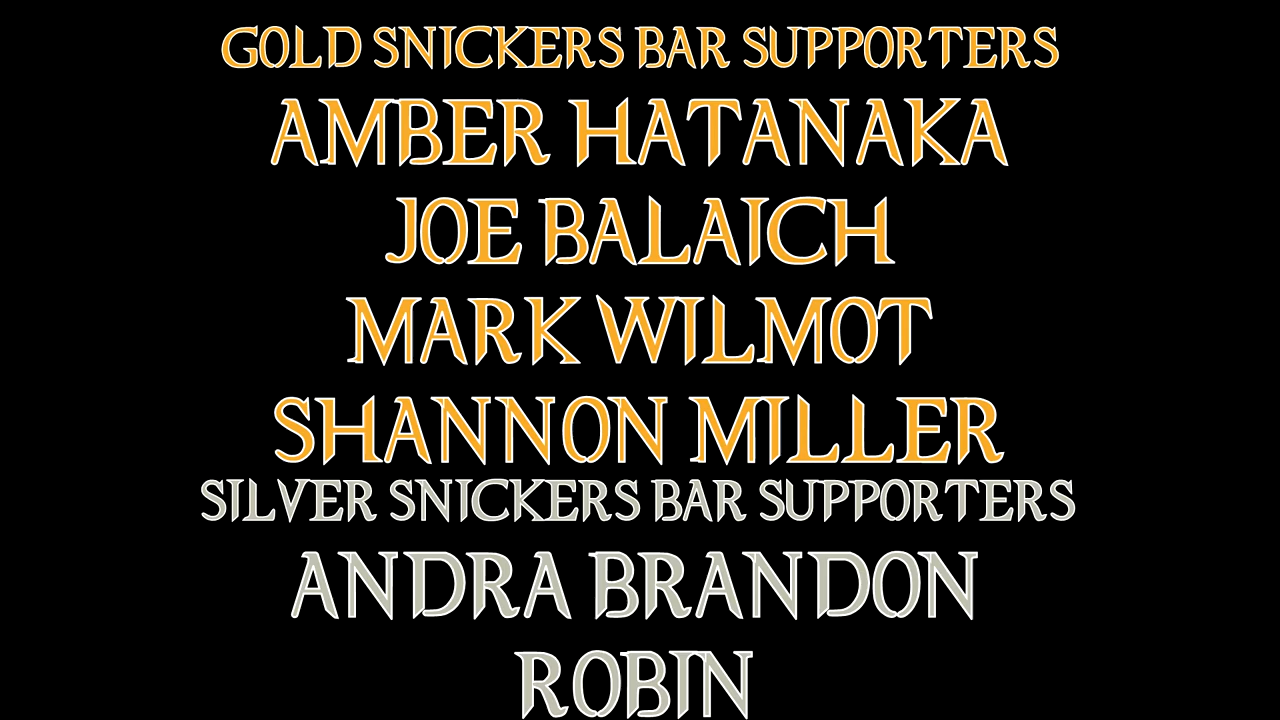 GOLD SNICKERS BAR SUPPORTERS
AMBER HATANAKA
JOE BALAICH
MARK WILMOT
SHANNON MILLER
SILVER SNICKERS BAR SUPPORTERS
ANDRA BRANDON
ROBIN